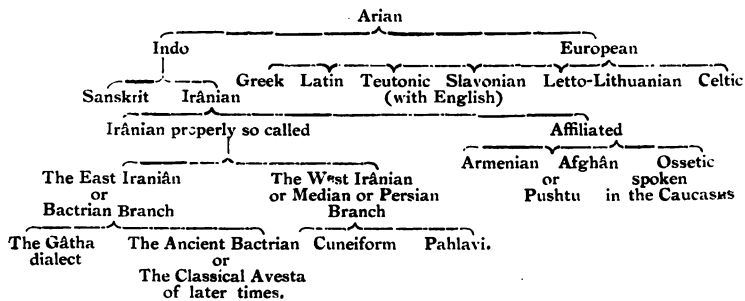 Arian
Indo European
Greek Latin Teutonic Slavonian Letto-Lithuanian Celtic
Sanskrit Irânian (with English)
Irânian properly so called Affiliated
Armenian Afghân Ossetic
The East Iraniân The West Irânian or spoken
or or Median or Persian Pushtu in the Caucasus
Bactrian Branch Branch
The Gâtha The Ancient Bactrian Cuneiform Pahlavi.
dialect or
The Classical Avesta
of later times.